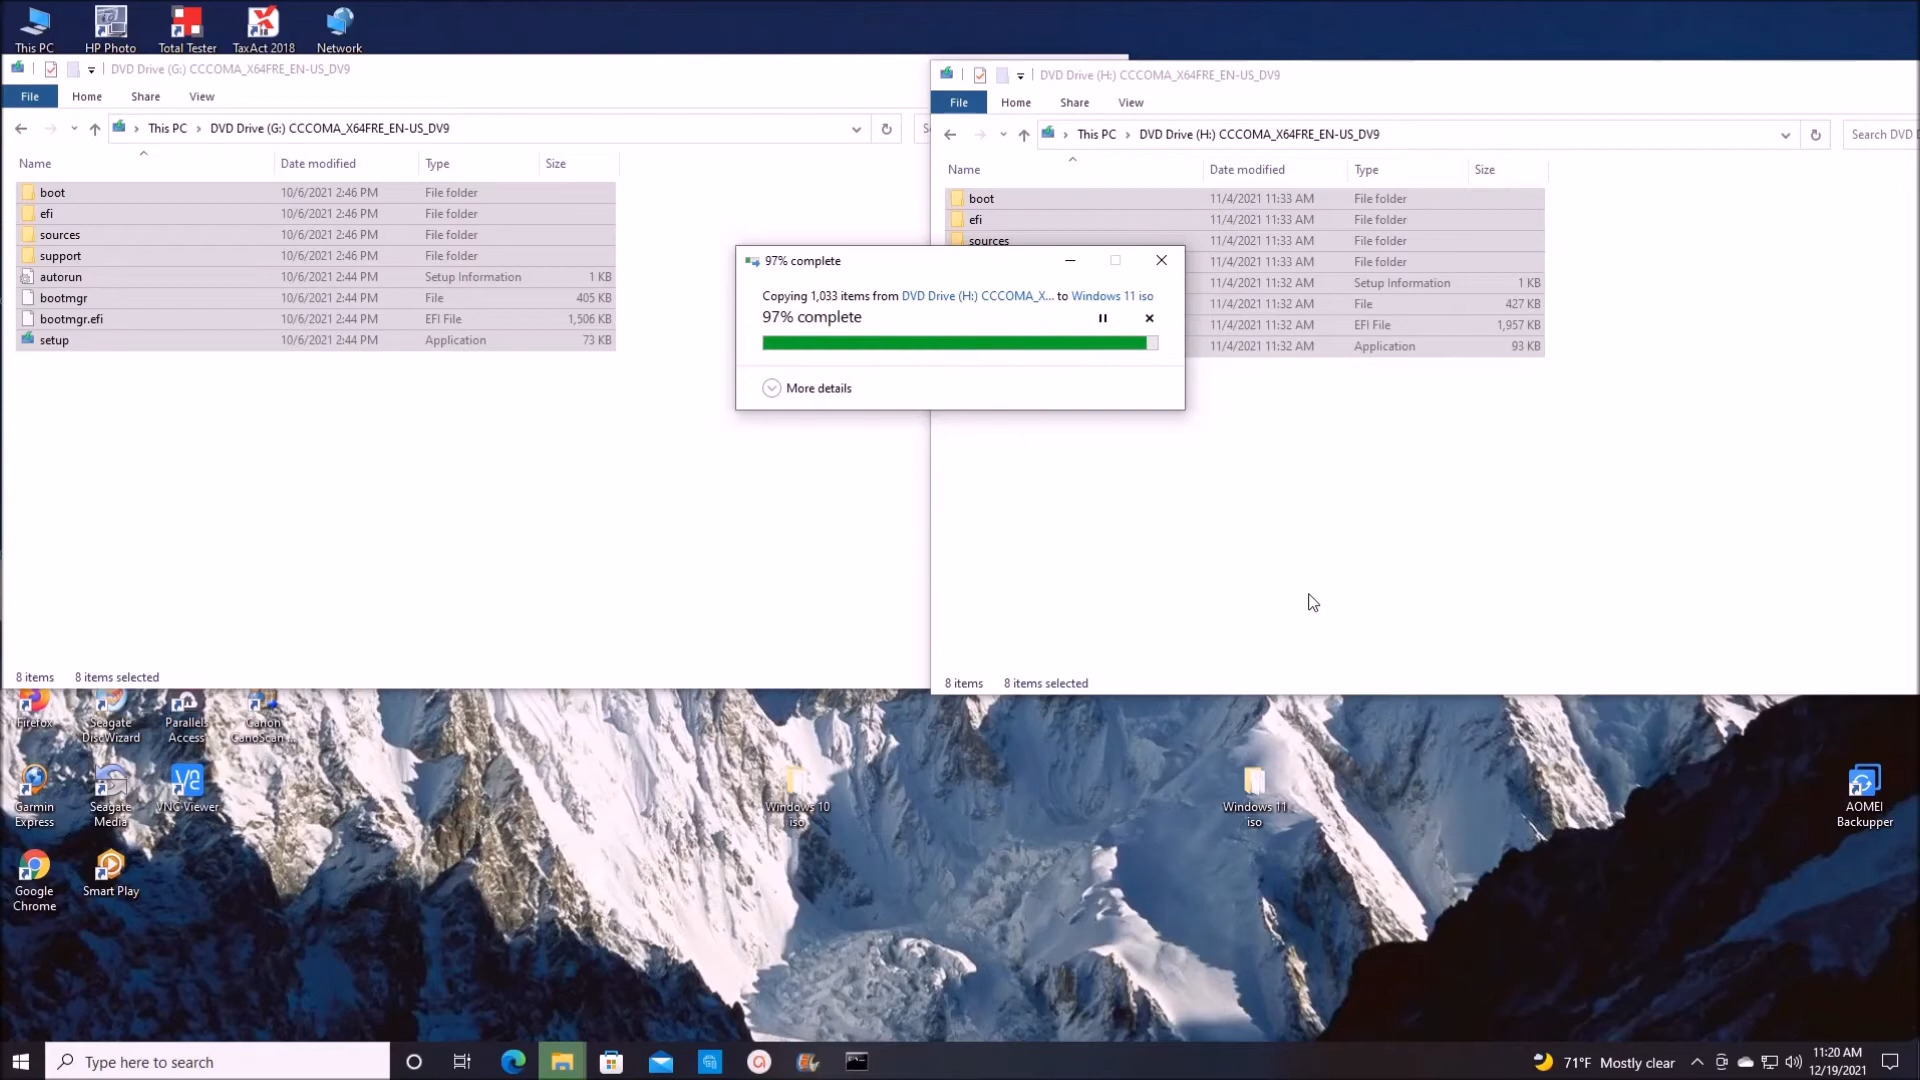 This PC
HP Photo
Total Tester
TaxAct 2018
Network
DVD Drive (G:) CCCOMA_X64FRE_EN-US_DV9
File
Home
Share
View
This PC › DVD Drive (G:) CCCOMA_X64FRE_EN-US_DV9
Name
Date modified
Type
Size
boot 10/6/2021 2:46 PM File folder
efi 10/6/2021 2:46 PM File folder
sources 10/6/2021 2:46 PM File folder
support 10/6/2021 2:46 PM File folder
autorun 10/6/2021 2:44 PM Setup Information 1 KB
bootmgr 10/6/2021 2:44 PM File 405 KB
bootmgr.efi 10/6/2021 2:44 PM EFI File 1,506 KB
setup 10/6/2021 2:44 PM Application 73 KB
8 items
8 items selected
DVD Drive (H:) CCCOMA_X64FRE_EN-US_DV9
File
Home
Share
View
This PC › DVD Drive (H:) CCCOMA_X64FRE_EN-US_DV9
Search DVD
Name
Date modified
Type
Size
boot 11/4/2021 11:33 AM File folder
efi 11/4/2021 11:33 AM File folder
sources 11/4/2021 11:33 AM File folder
11/4/2021 11:33 AM File folder
11/4/2021 11:32 AM Setup Information 1 KB
11/4/2021 11:32 AM File 427 KB
11/4/2021 11:32 AM EFI File 1,957 KB
11/4/2021 11:32 AM Application 93 KB
8 items
8 items selected
97% complete
Copying 1,033 items from DVD Drive (H:) CCCOMA_X... to Windows 11 iso
97% complete
More details
Firefox
Seagate
DiscWizard
Parallels
Access
Canon
CanoScan ...
Garmin
Express
Seagate
Media
VNC Viewer
Google
Chrome
Smart Play
Windows 10
iso
Windows 11
iso
AOMEI
Backupper
Type here to search
71°F Mostly clear
11:20 AM
12/19/2021